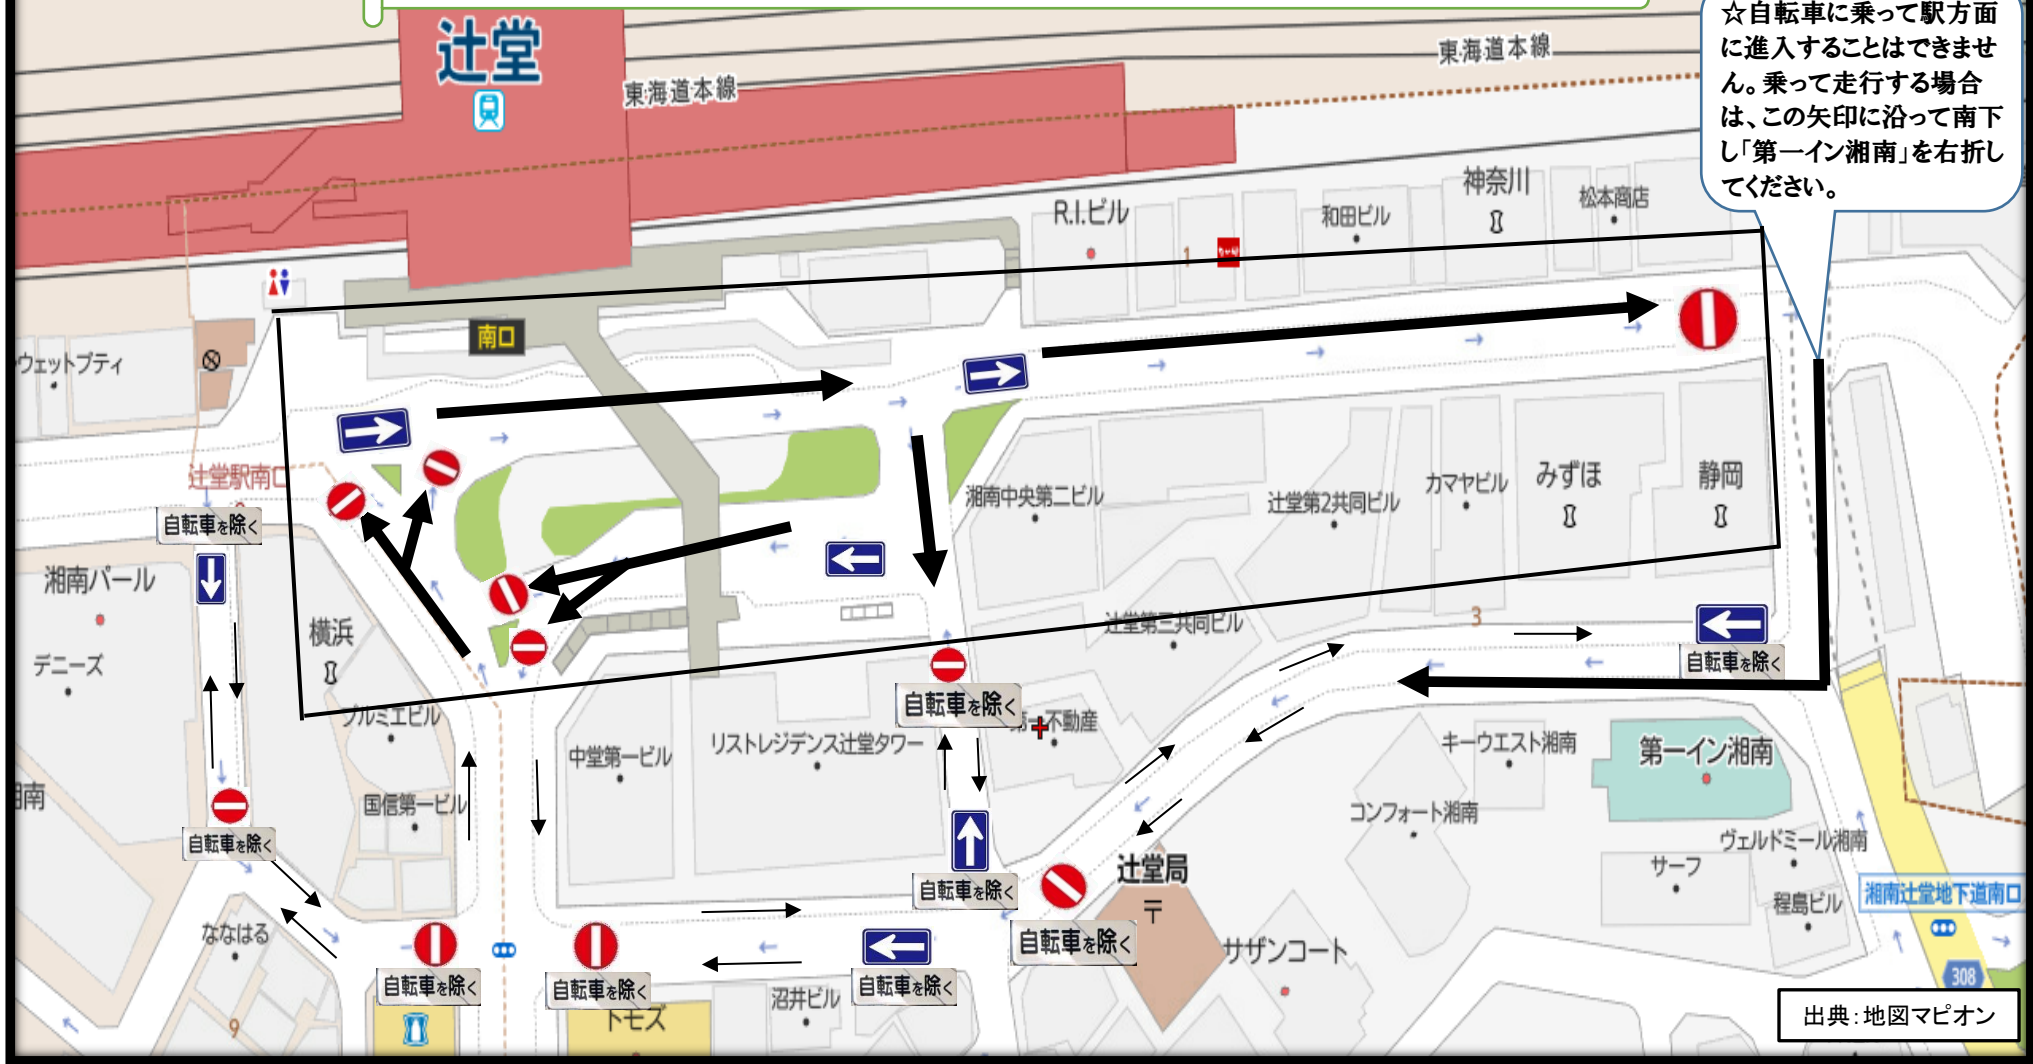 ☆自転車に乗って駅方面
に進入することはできませ
ん。乗って走行する場合
は、この矢印に沿って南下
し「第一イン湘南」を右折し
てください。
辻堂
東海道本線
東海道本線
神奈川
松本商店
R.I.ビル
和田ビル
1
南口
ウェットブティ
辻堂駅南口
自転車を除く
湘南中央第二ビル
辻堂第2共同ビル
カマヤビル
みずほ
静岡
湘南パール
横浜
デニーズ
辻堂第三共同ビル
3
自転車を除く
自転車を除く
第一不動産
プルミエビル
中堂第一ビル
リストレジデンス辻堂タワー
キーウエスト湘南
第一イン湘南
国信第一ビル
コンフォート湘南
ヴェルドミール湘南
自転車を除く
辻堂局
サーフ
自転車を除く
程島ビル
湘南辻堂地下道南口
ななはる
自転車を除く
サザンコート
自転車を除く
自転車を除く
自転車を除く
沼井ビル
308
トモズ
9
出典：地図マピオン